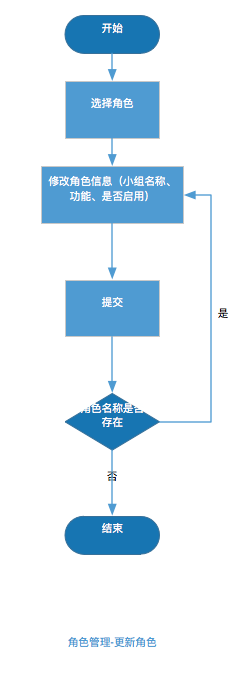 开始
选择角色
修改角色信息（小组名称、
功能、是否启用）
提交
是
角色名称是否
存在
否
结束
角色管理-更新角色